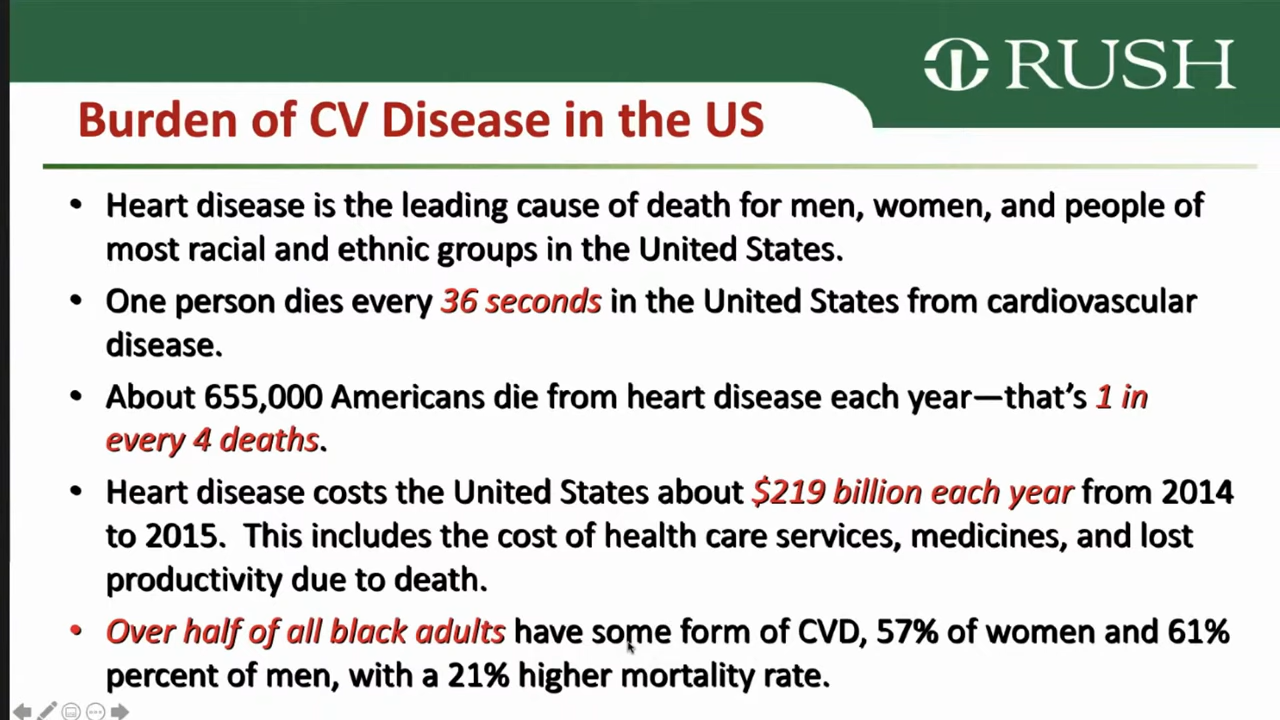 RUSH
Burden of CV Disease in the US
• Heart disease is the leading cause of death for men, women, and people of
most racial and ethnic groups in the United States.
• One person dies every 36 seconds in the United States from cardiovascular
disease.
• About 655,000 Americans die from heart disease each year—that’s 1 in
every 4 deaths.
• Heart disease costs the United States about $219 billion each year from 2014
to 2015.  This includes the cost of health care services, medicines, and lost
productivity due to death.
• Over half of all black adults have some form of CVD, 57% of women and 61%
percent of men, with a 21% higher mortality rate.